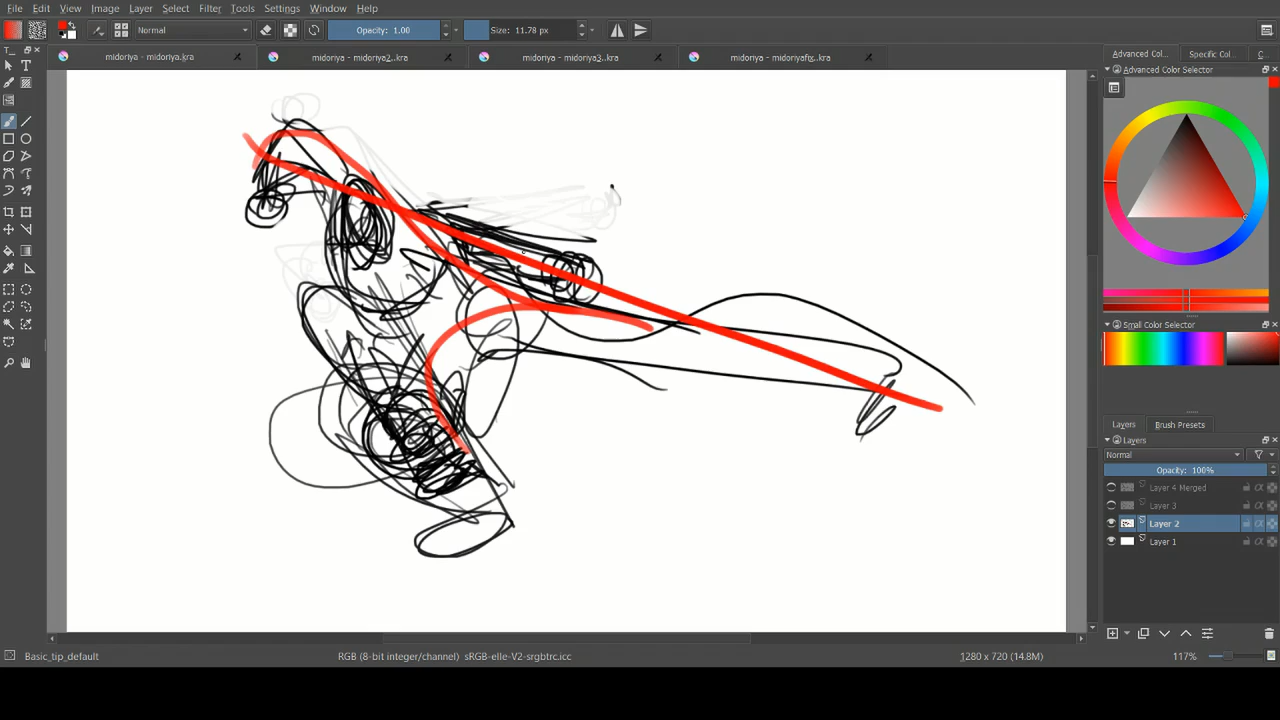 File Edit View Image Layer Select Filter Tools Settings Window Help
Normal Opacity: 1.00 Size: 11.78 px
midoriya - midoriya.kra midoriya - midoriya2..kra midoriya - midoriya3..kra midoriya - midoriyafix..kra
Advanced Col... Specific Col...
Advanced Color Selector
Small Color Selector
Layers Brush Presets
Layers
Normal
Opacity: 100%
Layer 4 Merged
Layer 3
Layer 2
Layer 1
Basic_tip_default RGB (8-bit integer/channel) sRGB-elle-V2-srgbtrc.icc 1280 x 720 (14.8M) 117%